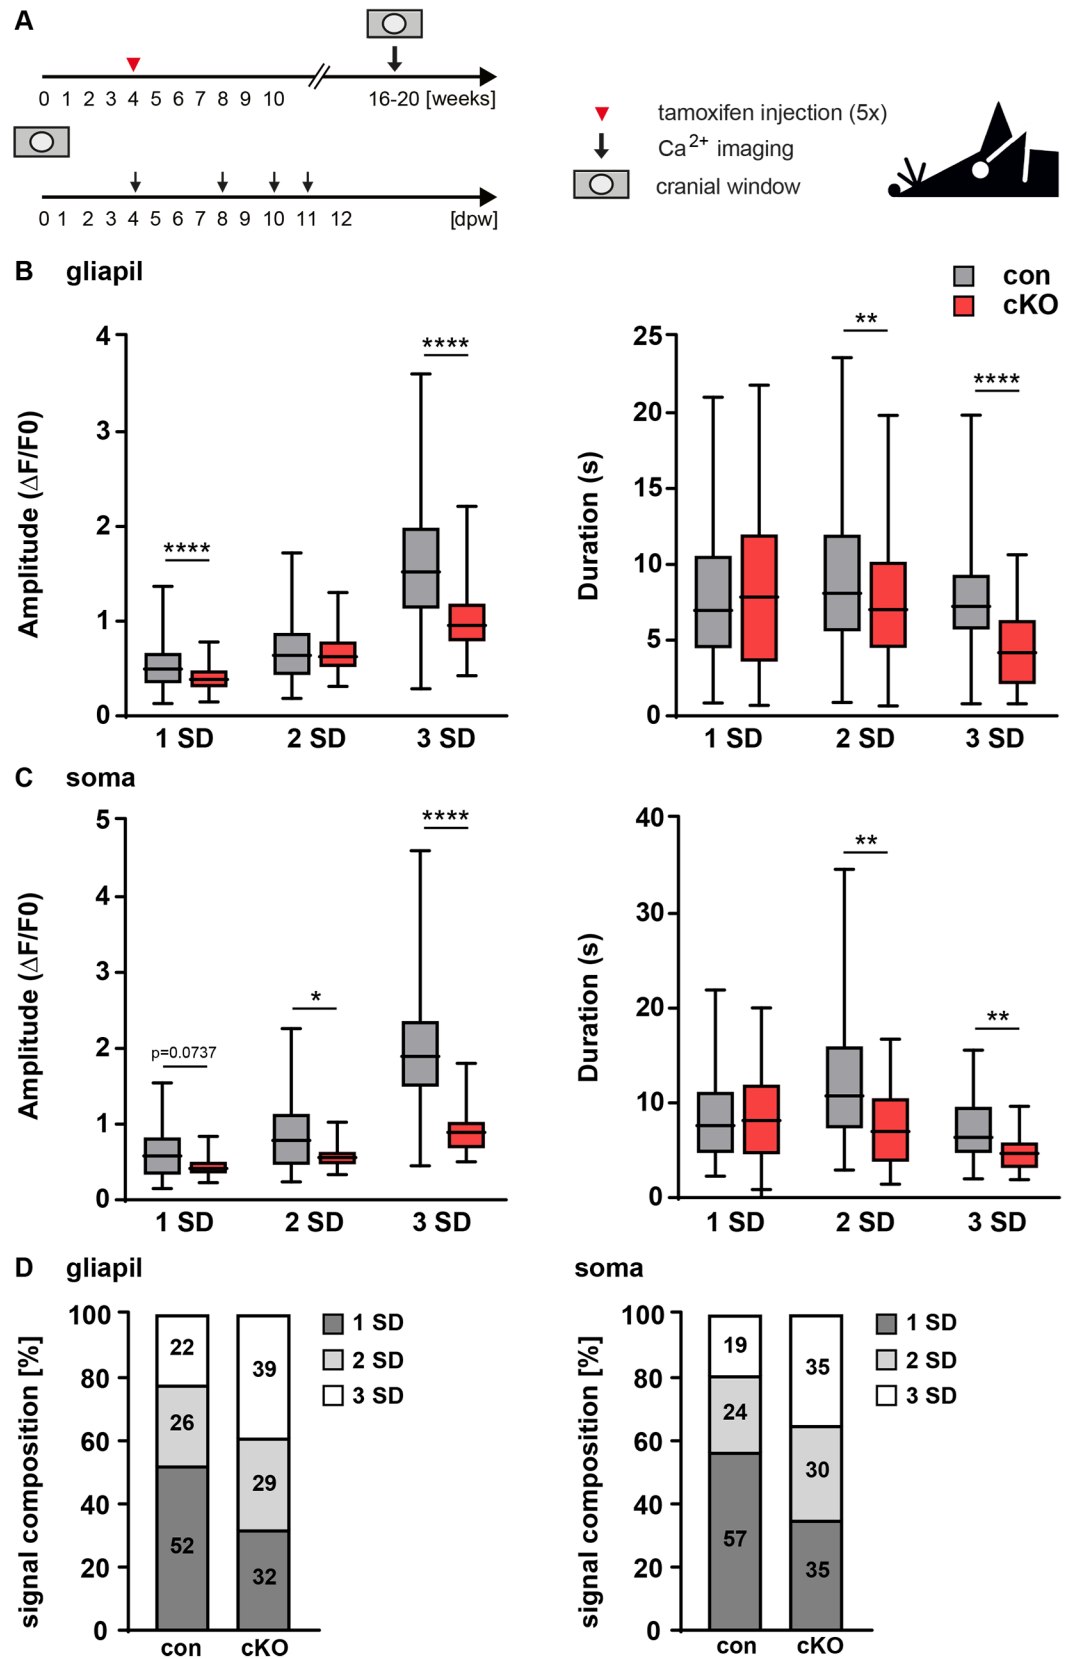 A
0 1 2 3 4 5 6 7 8 9 10 16-20 [weeks]
0 1 2 3 4 5 6 7 8 9 10 11 12 [dpw]
tamoxifen injection (5x)
Ca2+ imaging
cranial window
B gliapil
con
cKO
Amplitude (ΔF/F0)
4
3
2
1
0
****
****
1 SD 2 SD 3 SD
Duration (s)
25
20
15
10
5
0
**
****
1 SD 2 SD 3 SD
C soma
Amplitude (ΔF/F0)
5
4
3
2
1
0
p=0.0737
*
****
1 SD 2 SD 3 SD
Duration (s)
40
30
20
10
0
**
**
1 SD 2 SD 3 SD
D gliapil
signal composition [%]
100
80
60
40
20
0
22
26
52
39
29
32
con cKO
1 SD
2 SD
3 SD
soma
signal composition [%]
100
80
60
40
20
0
19
24
57
35
30
35
con cKO
1 SD
2 SD
3 SD